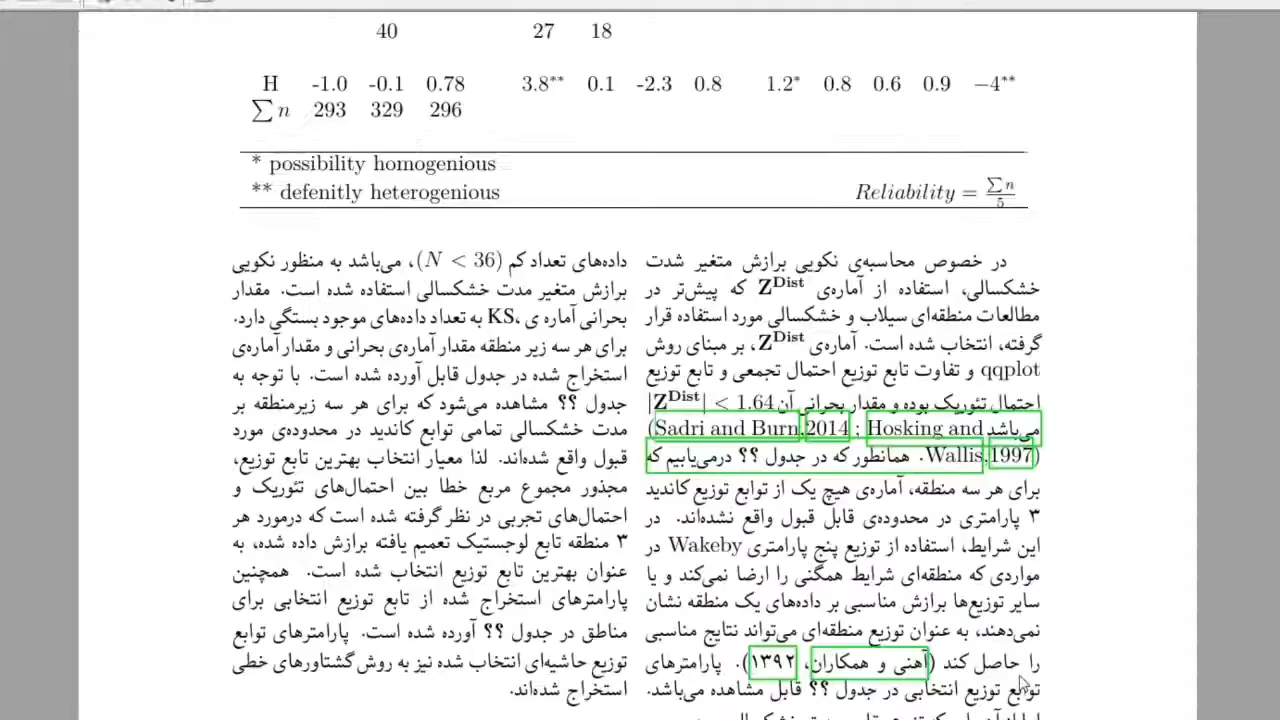 40 27 18
H -1.0 -0.1 0.78 3.8** 0.1 -2.3 0.8 1.2* 0.8 0.6 0.9 −4**
∑ n 293 329 296
* possibility homogenious
** defenitly heterogenious Reliability = ∑ n / 5
در خصوص محاسبه‌ی نکویی برازش متغیر شدت
خشکسالی، استفاده از آماره‌ی Z^Dist که پیش‌تر در
مطالعات منطقه‌ای سیلاب و خشکسالی مورد استفاده قرار
گرفته، انتخاب شده است. آماره‌ی Z^Dist، بر مبنای روش
qqplot و تفاوت تابع توزیع احتمال تجمعی و تابع توزیع
احتمال تئوریک بوده و مقدار بحرانی آن |Z^Dist| < 1.64
می‌باشد (Sadri and Burn, 2014 ; Hosking and
Wallis, 1997). همانطور که در جدول ؟؟ درمی‌یابیم که
برای هر سه منطقه، آماره‌ی هیچ یک از توابع توزیع کاندید
۳ پارامتری در محدوده‌ی قابل قبول واقع نشده‌اند. در
این شرایط، استفاده از توزیع پنج پارامتری Wakeby در
مواردی که منطقه‌ای شرایط همگنی را ارضا نمی‌کند و یا
سایر توزیع‌ها برازش مناسبی بر داده‌های یک منطقه نشان
نمی‌دهند، به عنوان توزیع منطقه‌ای می‌تواند نتایج مناسبی
را حاصل کند (آهنی و همکاران، ۱۳۹۲). پارامترهای
توابع توزیع انتخابی در جدول ؟؟ قابل مشاهده می‌باشد.
داده‌های تعداد کم (N < 36)، می‌باشد به منظور نکویی
برازش متغیر مدت خشکسالی استفاده شده است. مقدار
بحرانی آماره ی KS، به تعداد داده‌های موجود بستگی دارد.
برای هر سه زیر منطقه مقدار آماره‌ی بحرانی و مقدار آماره‌ی
استخراج شده در جدول قابل آورده شده است. با توجه به
جدول ؟؟ مشاهده می‌شود که برای هر سه زیرمنطقه بر
مدت خشکسالی تمامی توابع کاندید در محدوده‌ی مورد
قبول واقع شده‌اند. لذا معیار انتخاب بهترین تابع توزیع،
مجذور مجموع مربع خطا بین احتمال‌های تئوریک و
احتمال‌های تجربی در نظر گرفته شده است که درمورد هر
۳ منطقه تابع لوجستیک تعمیم یافته برازش داده شده، به
عنوان بهترین تابع توزیع انتخاب شده است. همچنین
پارامترهای استخراج شده از تابع توزیع انتخابی برای
مناطق در جدول ؟؟ آورده شده است. پارامترهای توابع
توزیع حاشیه‌ای انتخاب شده نیز به روش گشتاورهای خطی
استخراج شده‌اند.